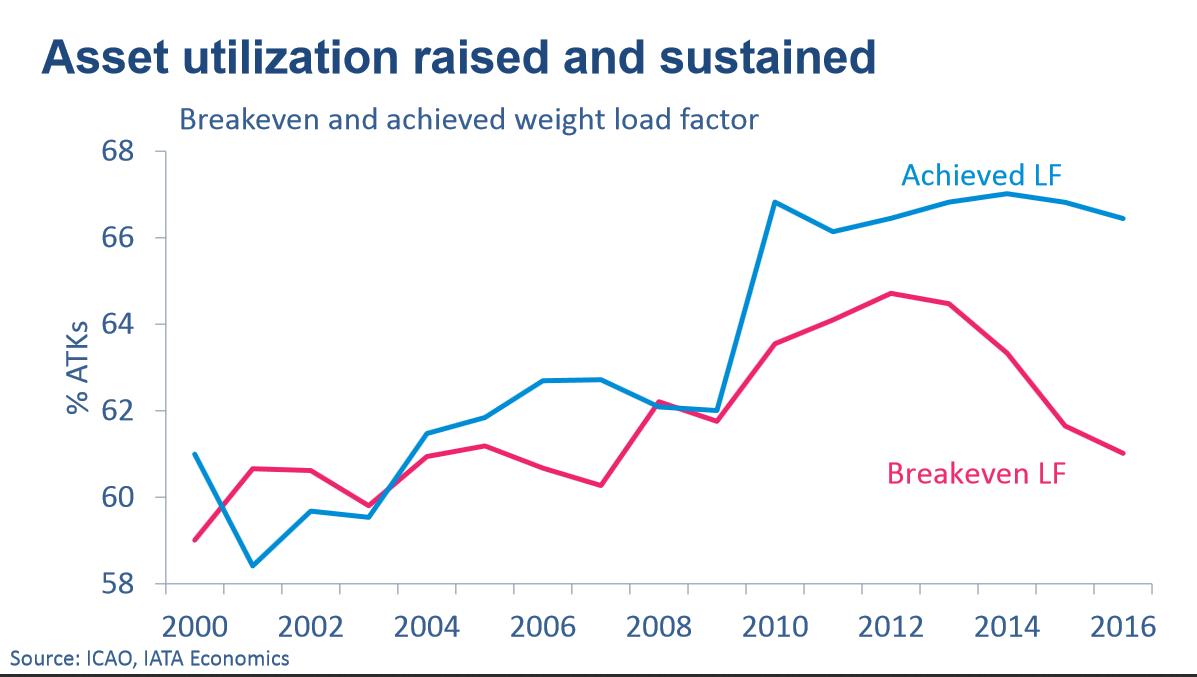 Asset utilization raised and sustained
Breakeven and achieved weight load factor
68
66
64
62
60
58
% ATKs
Achieved LF
Breakeven LF
2000 2002 2004 2006 2008 2010 2012 2014 2016
Source: ICAO, IATA Economics